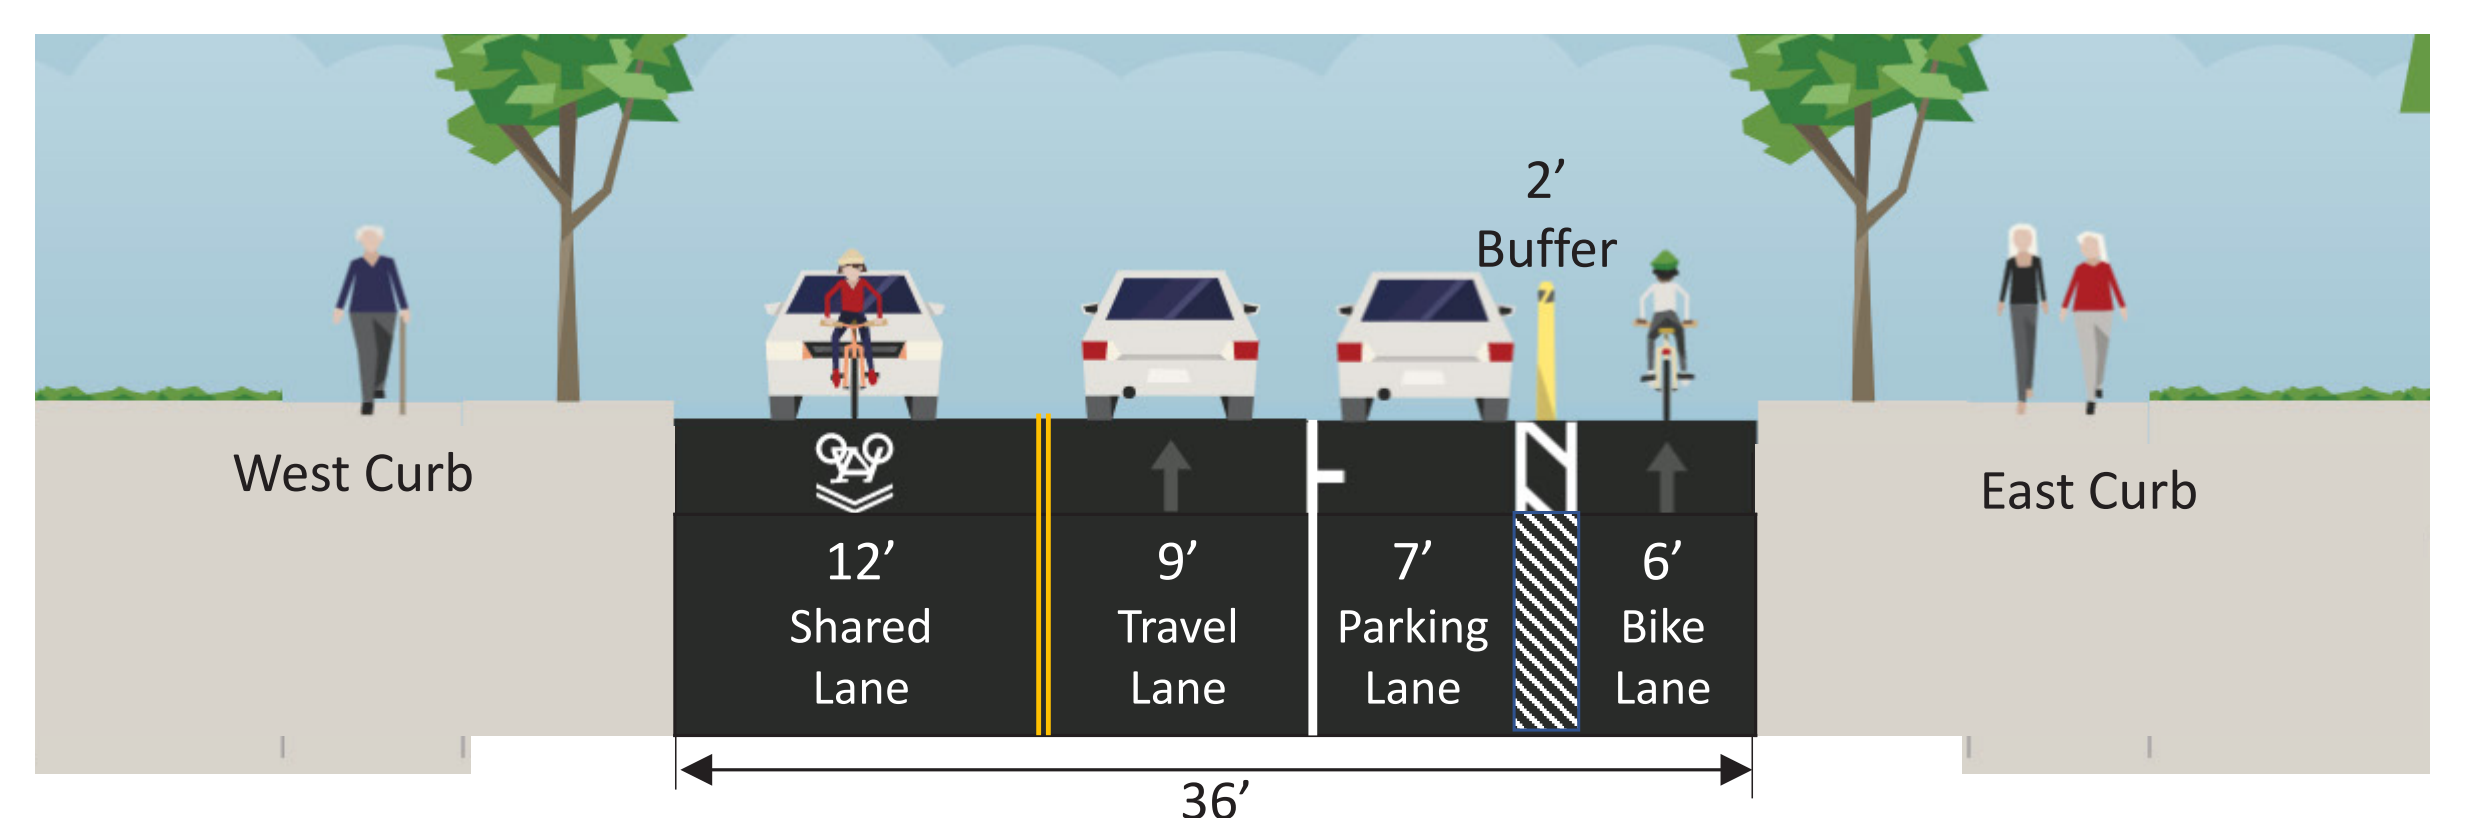 2’
Buffer
West Curb
East Curb
12’
Shared
Lane
9’
Travel
Lane
7’
Parking
Lane
6’
Bike
Lane
36’